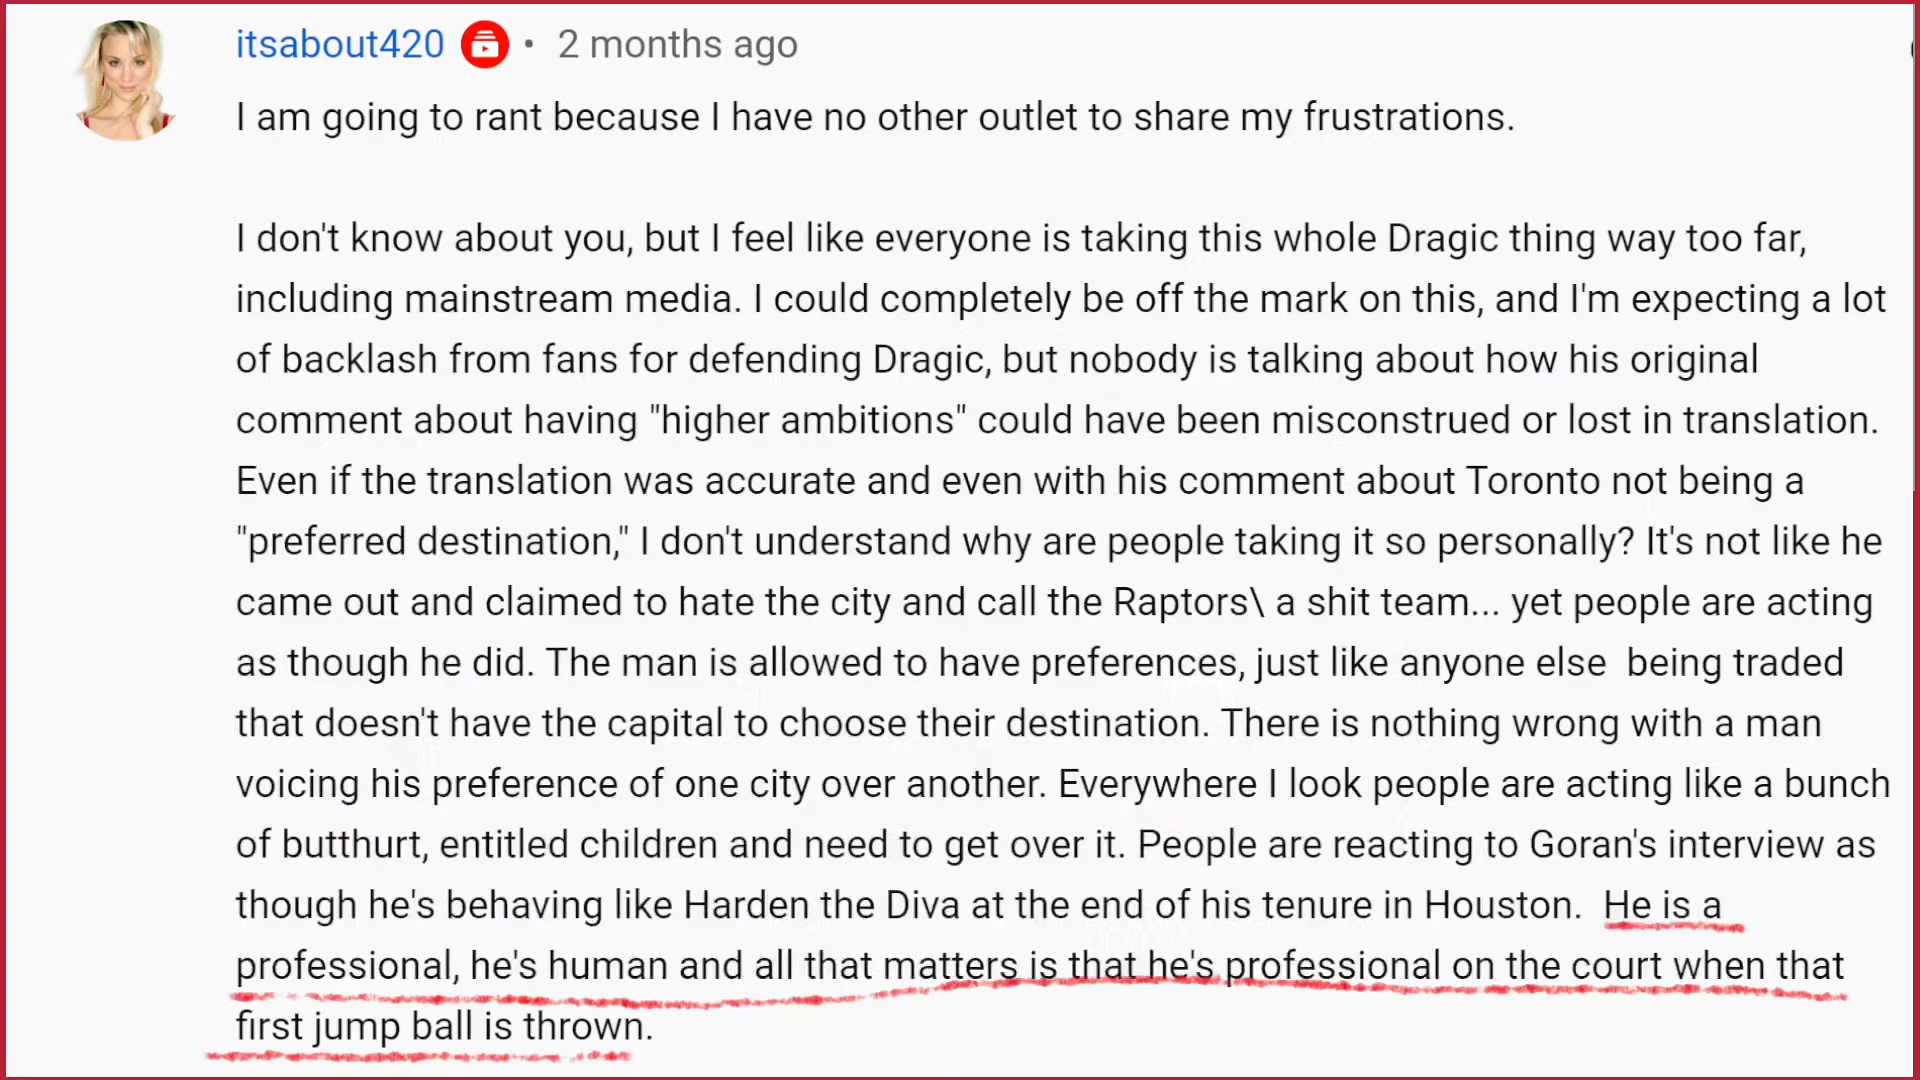 itsabout420 • 2 months ago
I am going to rant because I have no other outlet to share my frustrations.
I don't know about you, but I feel like everyone is taking this whole Dragic thing way too far,
including mainstream media. I could completely be off the mark on this, and I'm expecting a lot
of backlash from fans for defending Dragic, but nobody is talking about how his original
comment about having "higher ambitions" could have been misconstrued or lost in translation.
Even if the translation was accurate and even with his comment about Toronto not being a
"preferred destination," I don't understand why are people taking it so personally? It's not like he
came out and claimed to hate the city and call the Raptors\ a shit team... yet people are acting
as though he did. The man is allowed to have preferences, just like anyone else  being traded
that doesn't have the capital to choose their destination. There is nothing wrong with a man
voicing his preference of one city over another. Everywhere I look people are acting like a bunch
of butthurt, entitled children and need to get over it. People are reacting to Goran's interview as
though he's behaving like Harden the Diva at the end of his tenure in Houston.  He is a
professional, he's human and all that matters is that he's professional on the court when that
first jump ball is thrown.